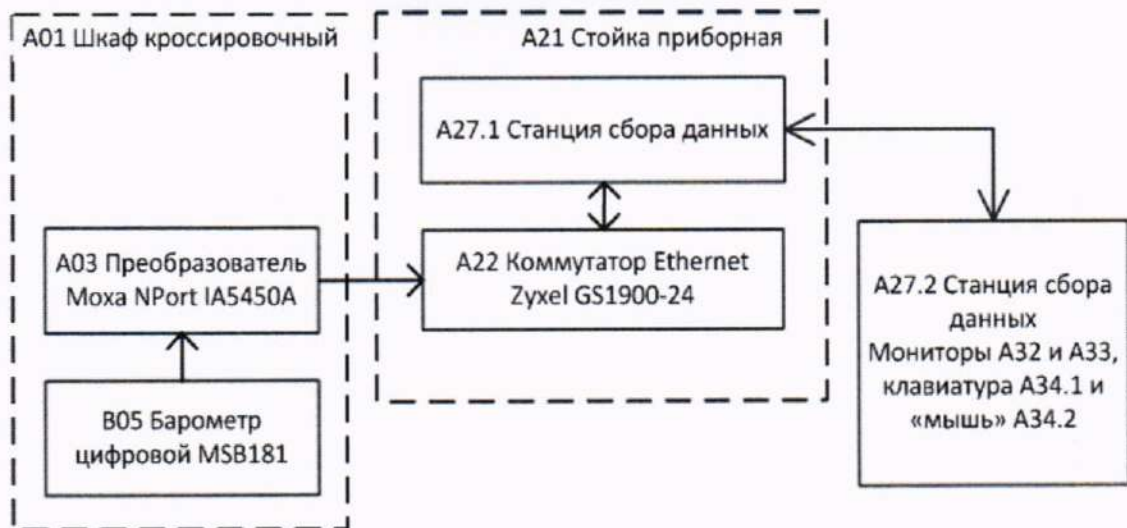 А01 Шкаф кроссировочный
А03 Преобразователь
Moxa NPort IA5450A
В05 Барометр
цифровой MSB181
А21 Стойка приборная
А27.1 Станция сбора данных
А22 Коммутатор Ethernet
Zyxel GS1900-24
А27.2 Станция сбора
данных
Мониторы А32 и А33,
клавиатура А34.1 и
«мышь» А34.2